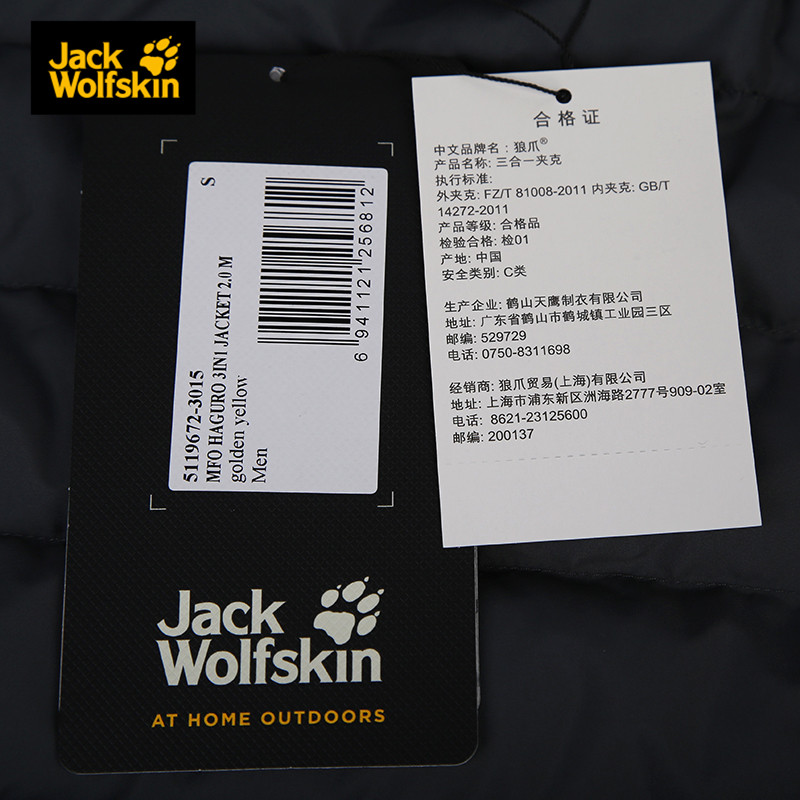 Jack
Wolfskin
S
6 941121 256812
5119672-3015
MFO HAGURO 3IN1 JACKET 2.0 M
golden yellow
Men
Jack
Wolfskin
AT HOME OUTDOORS
合格证
中文品牌名: 狼爪®
产品名称: 三合一夹克
执行标准:
外夹克: FZ/T 81008-2011 内夹克: GB/T
14272-2011
产品等级: 合格品
检验合格: 检01
产地: 中国
安全类别: C类
生产企业: 鹤山天鹰制衣有限公司
地址: 广东省鹤山市鹤城镇工业园三区
邮编: 529729
电话: 0750-8311698
经销商: 狼爪贸易(上海)有限公司
地址: 上海市浦东新区洲海路2777号909-02室
电话: 8621-23125600
邮编: 200137